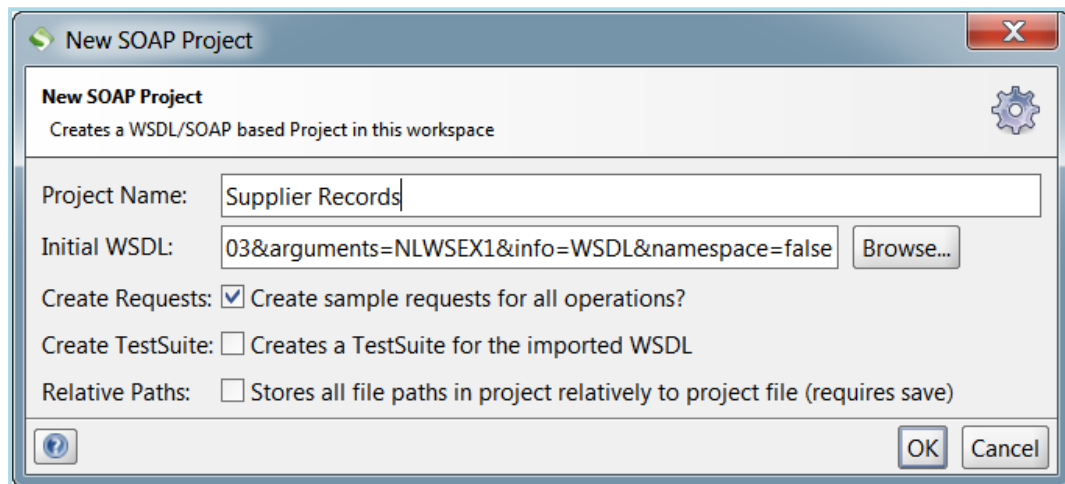 New SOAP Project
New SOAP Project
Creates a WSDL/SOAP based Project in this workspace
Project Name: Supplier Records
Initial WSDL: 03&arguments=NLWSEX1&info=WSDL&namespace=false Browse...
Create Requests: Create sample requests for all operations?
Create TestSuite: Creates a TestSuite for the imported WSDL
Relative Paths: Stores all file paths in project relatively to project file (requires save)
? OK Cancel